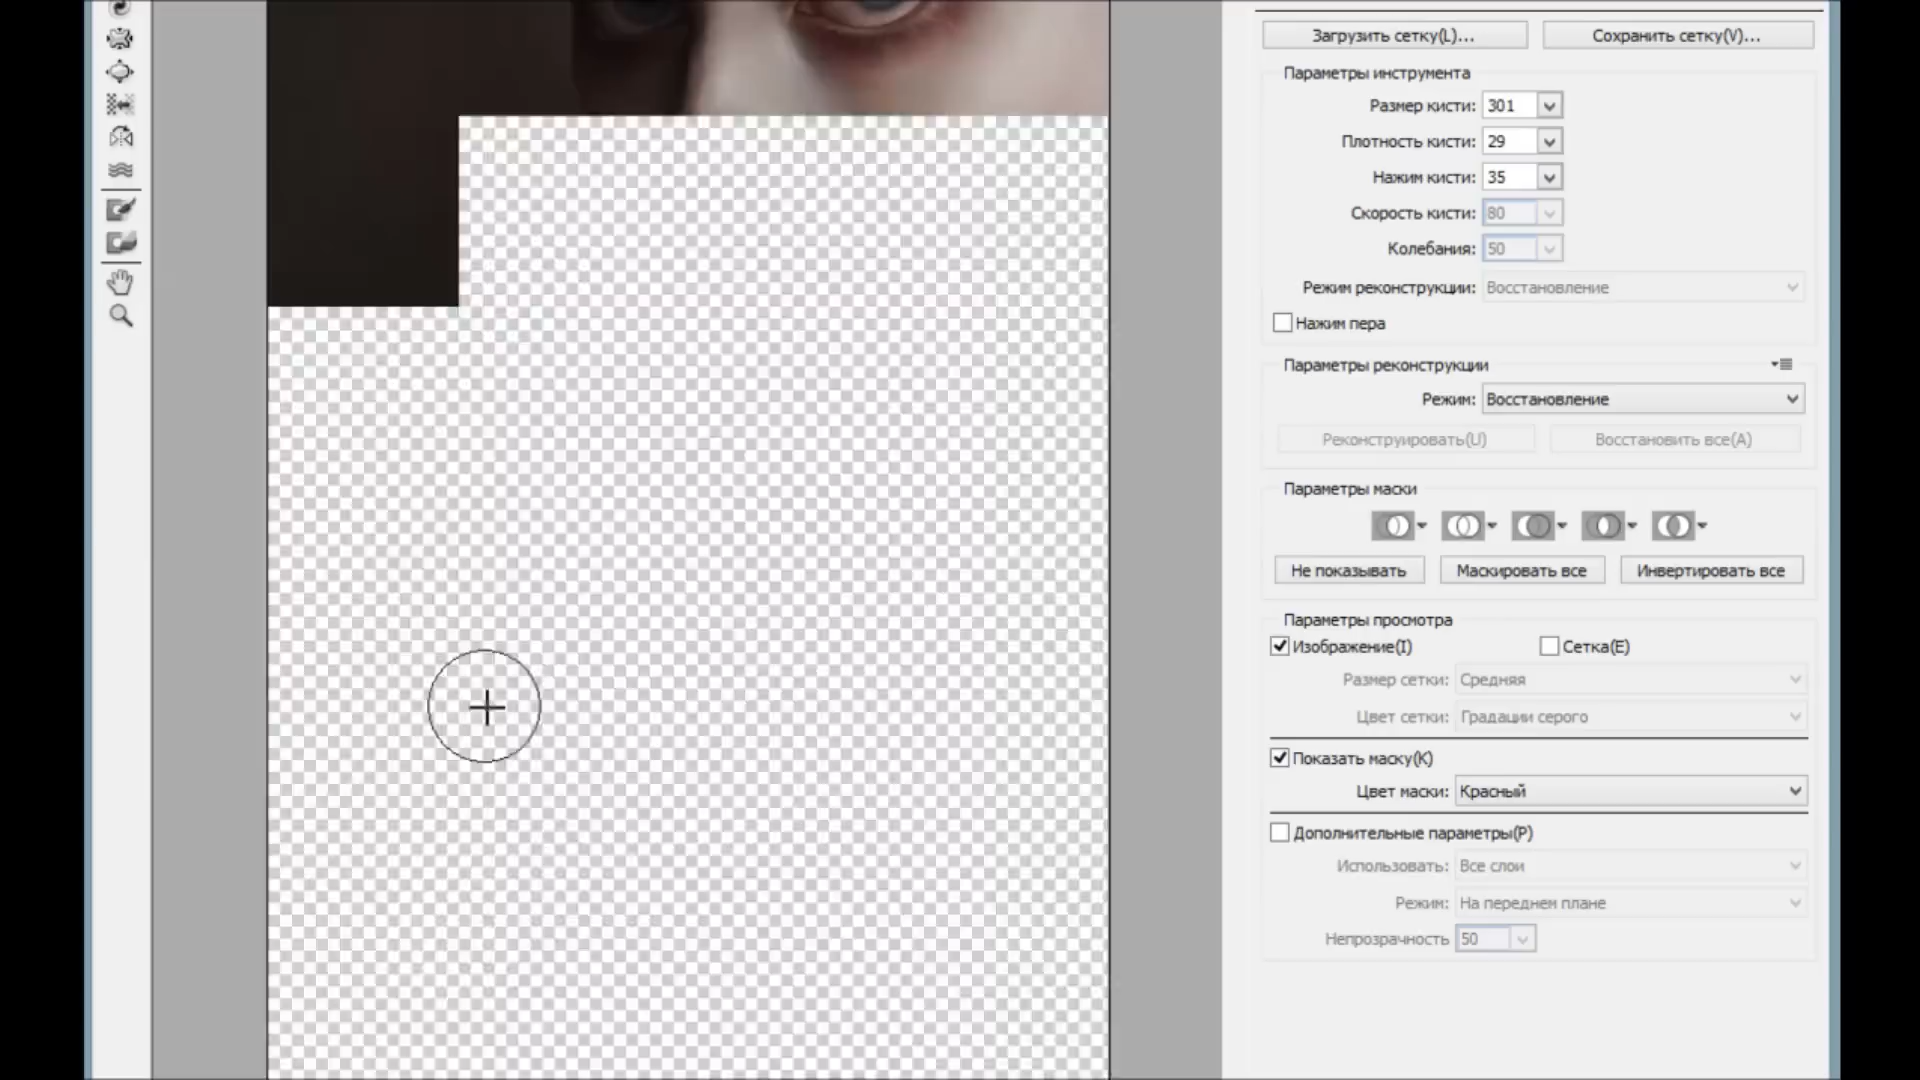 Загрузить сетку(L)... Сохранить сетку(V)...
Параметры инструмента
Размер кисти: 301
Плотность кисти: 29
Нажим кисти: 35
Скорость кисти: 80
Колебания: 50
Режим реконструкции: Восстановление
Нажим пера
Параметры реконструкции
Режим: Восстановление
Реконструировать(U) Восстановить все(A)
Параметры маски
Не показывать Маскировать все Инвертировать все
Параметры просмотра
Изображение(I) Сетка(E)
Размер сетки: Средняя
Цвет сетки: Градации серого
Показать маску(K)
Цвет маски: Красный
Дополнительные параметры(P)
Использовать: Все слои
Режим: На переднем плане
Непрозрачность 50